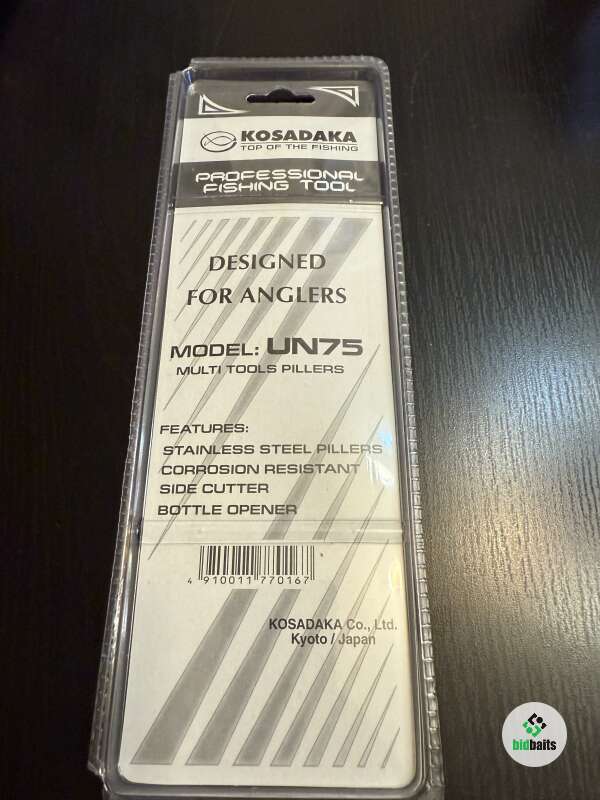 KOSADAKA
TOP OF THE FISHING
PROFESSIONAL
FISHING TOOL
DESIGNED
FOR ANGLERS
MODEL: UN75
MULTI TOOLS PILLERS
FEATURES:
STAINLESS STEEL PILLERS
CORROSION RESISTANT
SIDE CUTTER
BOTTLE OPENER
4 910011 770167
KOSADAKA Co., Ltd.
Kyoto / Japan
bidbaits